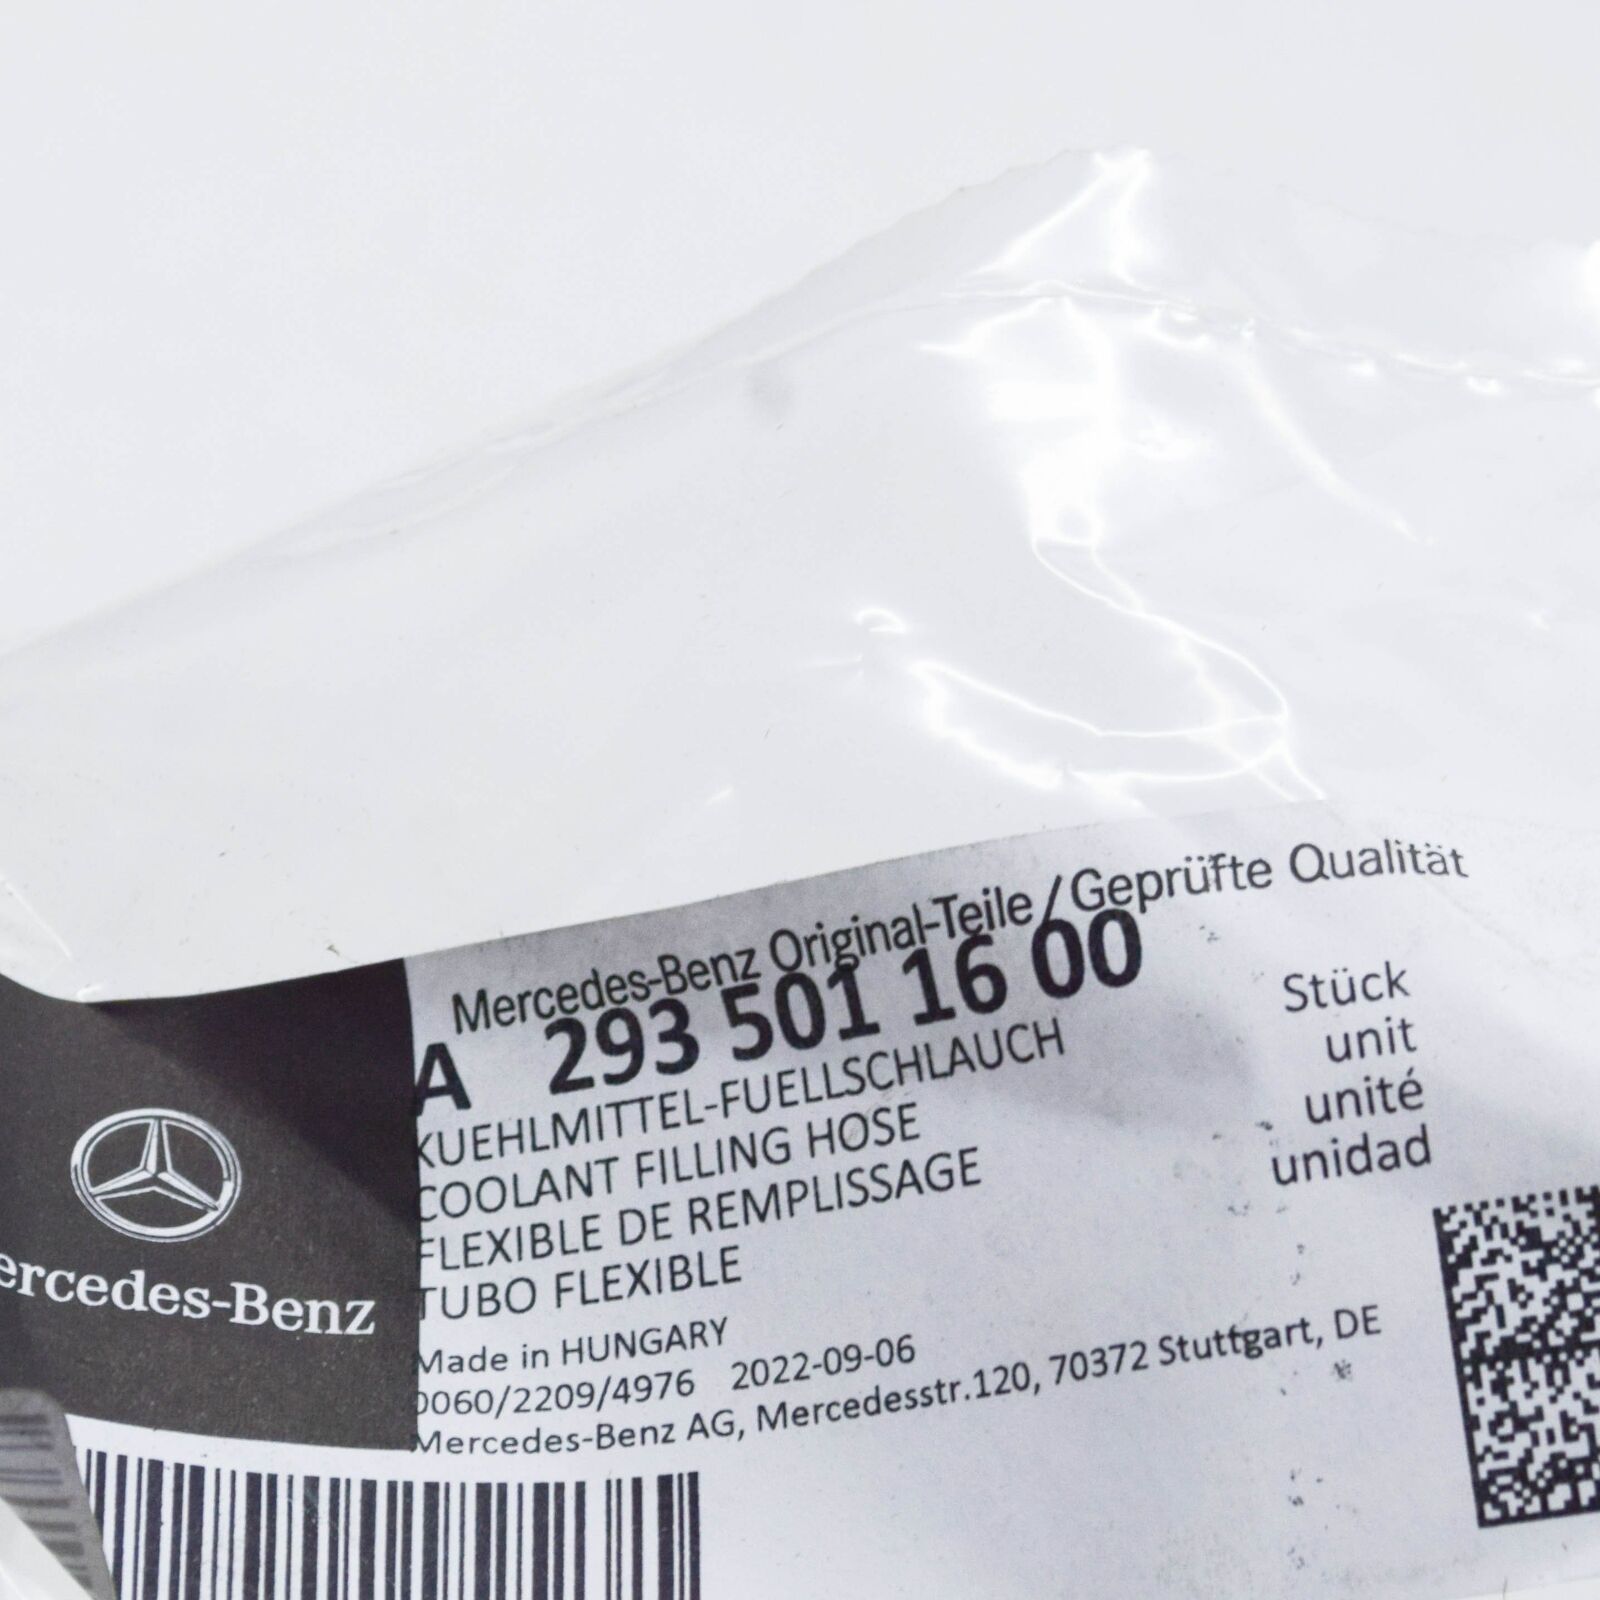 Mercedes-Benz Original-Teile/Geprüfte Qualität
A 293 501 16 00
KUEHLMITTEL-FUELLSCHLAUCH
COOLANT FILLING HOSE
FLEXIBLE DE REMPLISSAGE
TUBO FLEXIBLE
Stück
unit
unité
unidad
Made in HUNGARY
0060/2209/4976 2022-09-06
Mercedes-Benz AG, Mercedesstr.120, 70372 Stuttgart, DE
ercedes-Benz